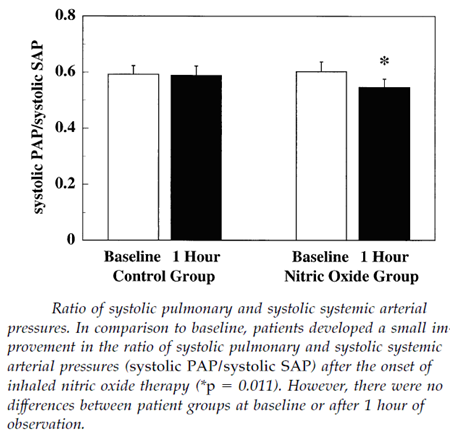 0.8
0.6
0.4
0.2
0
systolic PAP/systolic SAP
*
Baseline 1 Hour
Control Group
Baseline 1 Hour
Nitric Oxide Group
Ratio of systolic pulmonary and systolic systemic arterial
pressures. In comparison to baseline, patients developed a small im-
provement in the ratio of systolic pulmonary and systolic systemic
arterial pressures (systolic PAP/systolic SAP) after the onset of
inhaled nitric oxide therapy (*p = 0.011). However, there were no
differences between patient groups at baseline or after 1 hour of
observation.